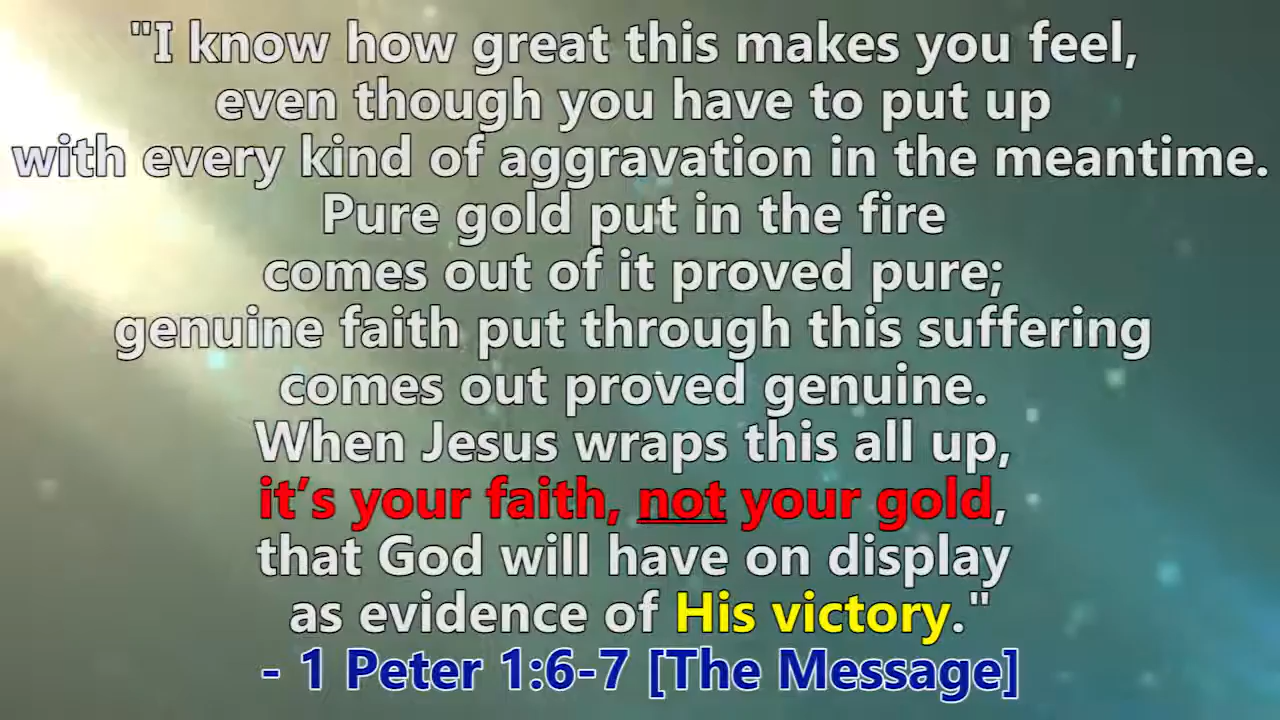 "I know how great this makes you feel,
even though you have to put up
with every kind of aggravation in the meantime.
Pure gold put in the fire
comes out of it proved pure;
genuine faith put through this suffering
comes out proved genuine.
When Jesus wraps this all up,
it’s your faith, not your gold,
that God will have on display
as evidence of His victory."
- 1 Peter 1:6-7 [The Message]